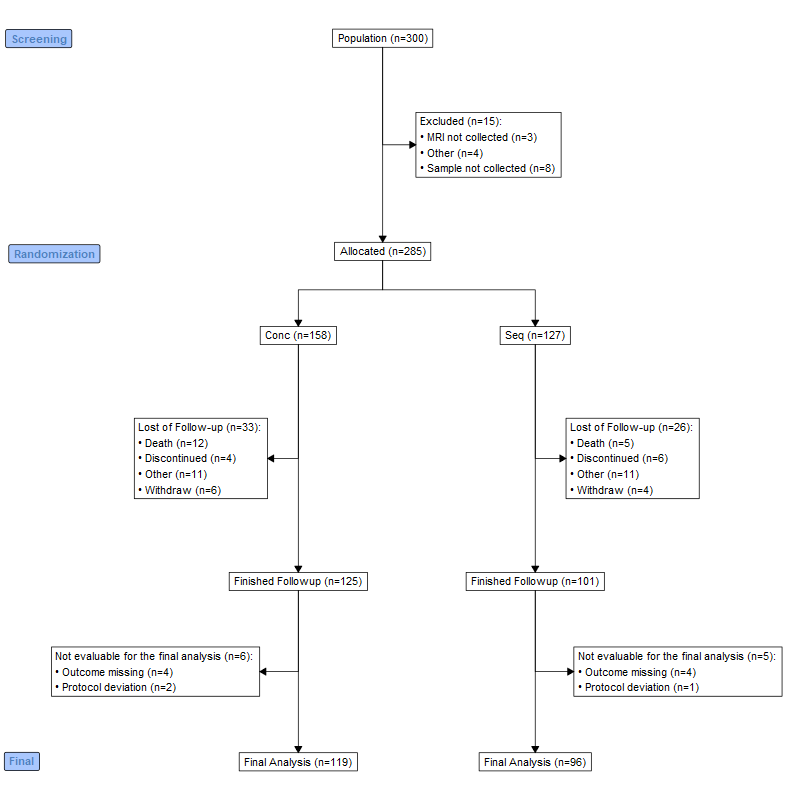 Screening
Population (n=300)
Excluded (n=15):
• MRI not collected (n=3)
• Other (n=4)
• Sample not collected (n=8)
Randomization
Allocated (n=285)
Conc (n=158)
Seq (n=127)
Lost of Follow-up (n=33):
• Death (n=12)
• Discontinued (n=4)
• Other (n=11)
• Withdraw (n=6)
Lost of Follow-up (n=26):
• Death (n=5)
• Discontinued (n=6)
• Other (n=11)
• Withdraw (n=4)
Finished Followup (n=125)
Finished Followup (n=101)
Not evaluable for the final analysis (n=6):
• Outcome missing (n=4)
• Protocol deviation (n=2)
Not evaluable for the final analysis (n=5):
• Outcome missing (n=4)
• Protocol deviation (n=1)
Final
Final Analysis (n=119)
Final Analysis (n=96)